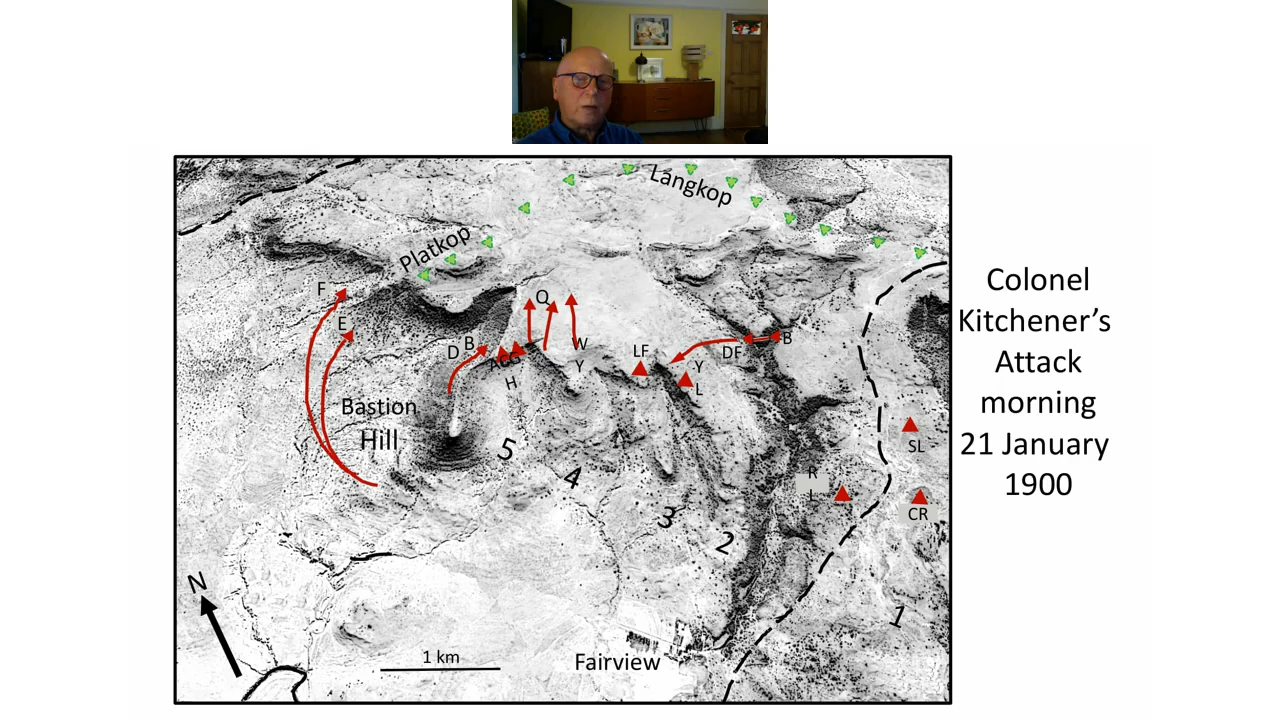 Langkop
Platkop
F
Q
E
B
W
D
B
LF
DF
ACG
Y
Y
H
L
Bastion
Hill
5
SL
4
R
L
CR
3
2
1
N
1 km
Fairview
Colonel
Kitchener's
Attack
morning
21 January
1900